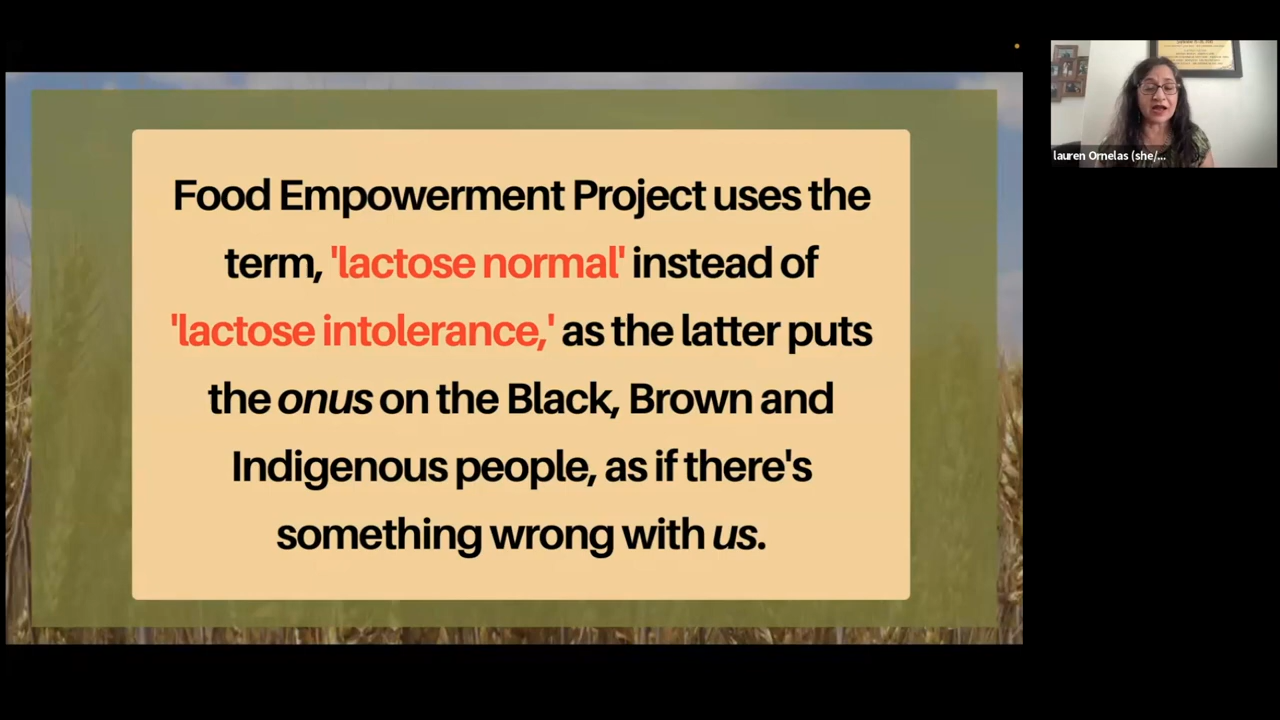 Food Empowerment Project uses the
term, 'lactose normal' instead of
'lactose intolerance,' as the latter puts
the onus on the Black, Brown and
Indigenous people, as if there's
something wrong with us.
lauren Ornelas (she/...